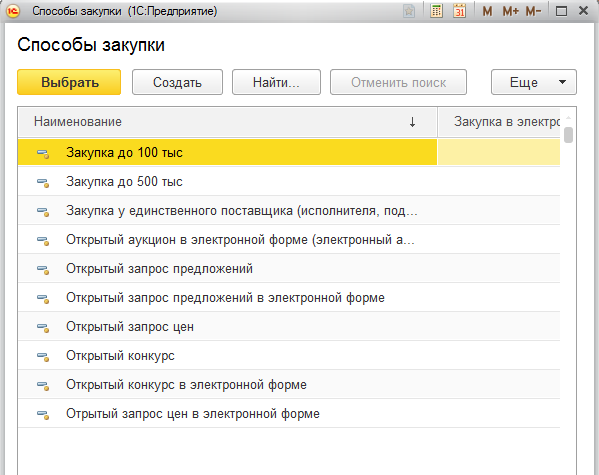 Способы закупки (1С:Предприятие)
M M+ M-
Способы закупки
Выбрать Создать Найти... Отменить поиск Еще
Наименование ↓ Закупка в электро
Закупка до 100 тыс
Закупка до 500 тыс
Закупка у единственного поставщика (исполнителя, под...
Открытый аукцион в электронной форме (электронный а...
Открытый запрос предложений
Открытый запрос предложений в электронной форме
Открытый запрос цен
Открытый конкурс
Открытый конкурс в электронной форме
Отрытый запрос цен в электронной форме